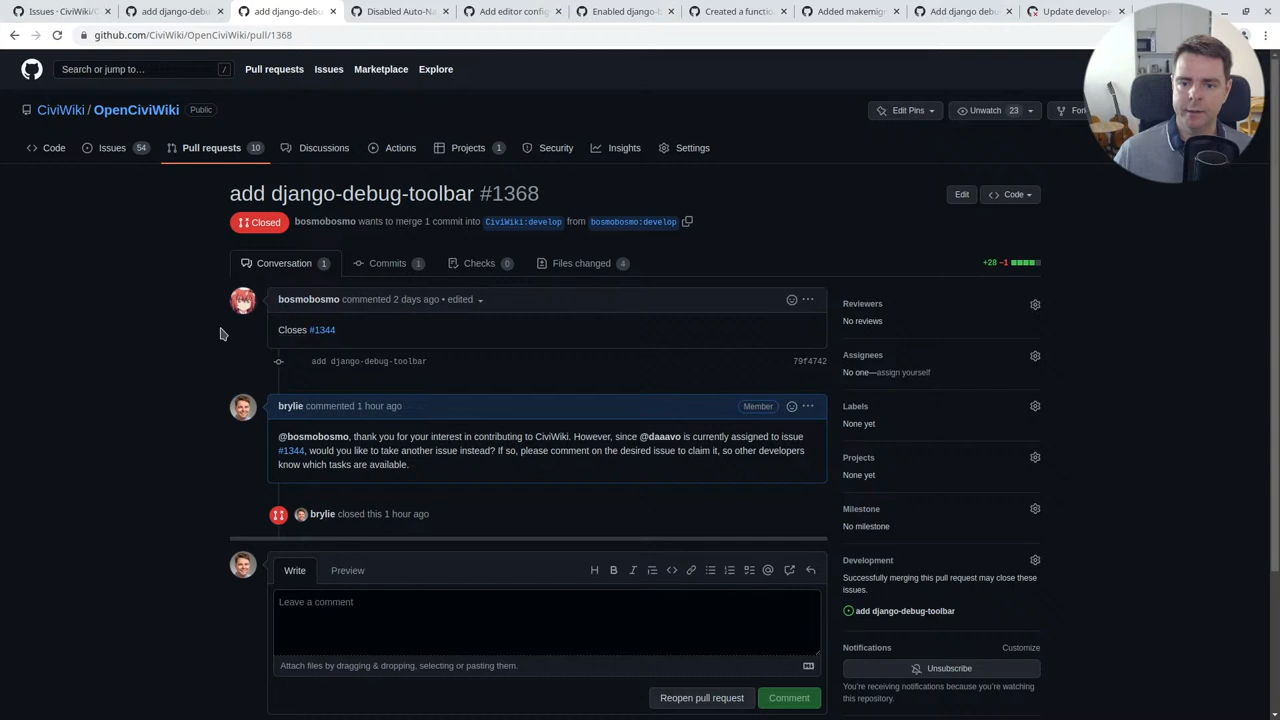 Issues · CiviWiki/C
add django-debu
add django-debu
Disabled Auto-Na
Add editor config
Enabled django-b
Created a functio
Added makemigr
Add django debu
Update develope
github.com/CiviWiki/OpenCiviWiki/pull/1368
Search or jump to… /
Pull requests
Issues
Marketplace
Explore
CiviWiki / OpenCiviWiki Public
Edit Pins
Unwatch 23
Fork
Code
Issues 54
Pull requests 10
Discussions
Actions
Projects 1
Security
Insights
Settings
add django-debug-toolbar #1368
Edit
Code
Closed bosmobosmo wants to merge 1 commit into CiviWiki:develop from bosmobosmo:develop
Conversation 1
Commits 1
Checks 0
Files changed 4
+28 −1
bosmobosmo commented 2 days ago • edited
Closes #1344
add django-debug-toolbar 79f4742
brylie commented 1 hour ago Member
@bosmobosmo, thank you for your interest in contributing to CiviWiki. However, since @daaavo is currently assigned to issue
#1344, would you like to take another issue instead? If so, please comment on the desired issue to claim it, so other developers
know which tasks are available.
brylie closed this 1 hour ago
Write
Preview
Leave a comment
Attach files by dragging & dropping, selecting or pasting them.
Reopen pull request
Comment
Reviewers
No reviews
Assignees
No one—assign yourself
Labels
None yet
Projects
None yet
Milestone
No milestone
Development
Successfully merging this pull request may close these
issues.
add django-debug-toolbar
Notifications Customize
Unsubscribe
You're receiving notifications because you're watching
this repository.